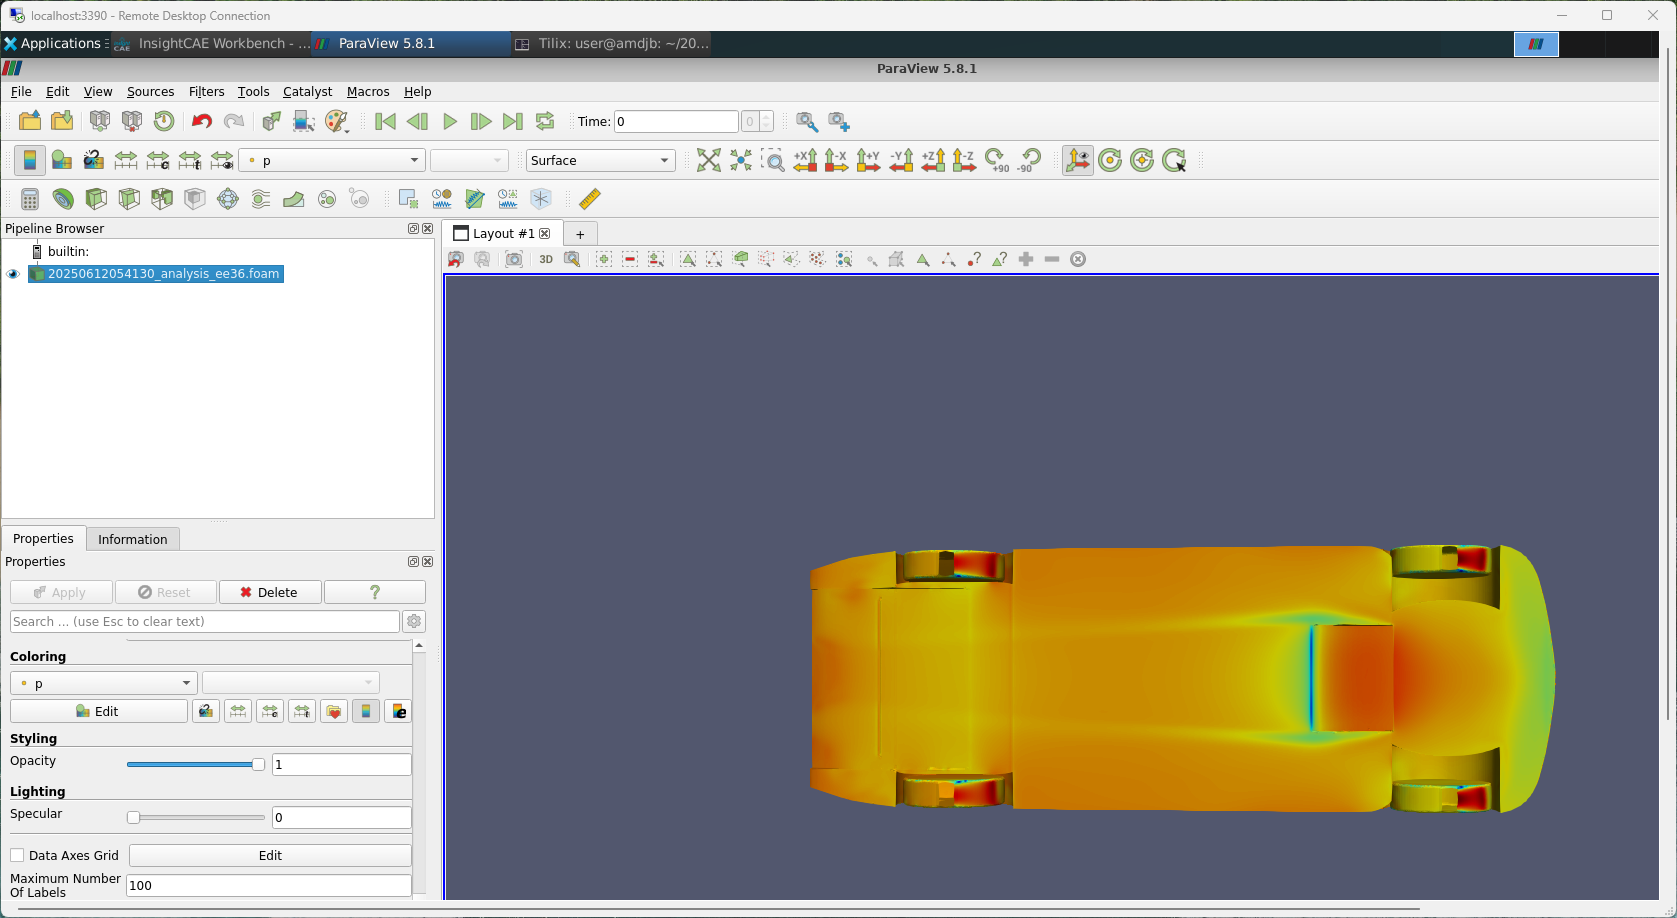 localhost:3390 - Remote Desktop Connection
Applications
InsightCAE Workbench - ...
ParaView 5.8.1
Tilix: user@amdjb: ~/20...
ParaView 5.8.1
File Edit View Sources Filters Tools Catalyst Macros Help
Time: 0 0
p Surface +X -X +Y -Y +Z -Z +90 -90
Pipeline Browser
Layout #1 +
builtin:
3D
20250612054130_analysis_ee36.foam
Properties Information
Properties
Apply Reset Delete ?
Search ... (use Esc to clear text)
Coloring
p
Edit
Styling
Opacity 1
Lighting
Specular 0
Data Axes Grid Edit
Maximum Number
Of Labels 100